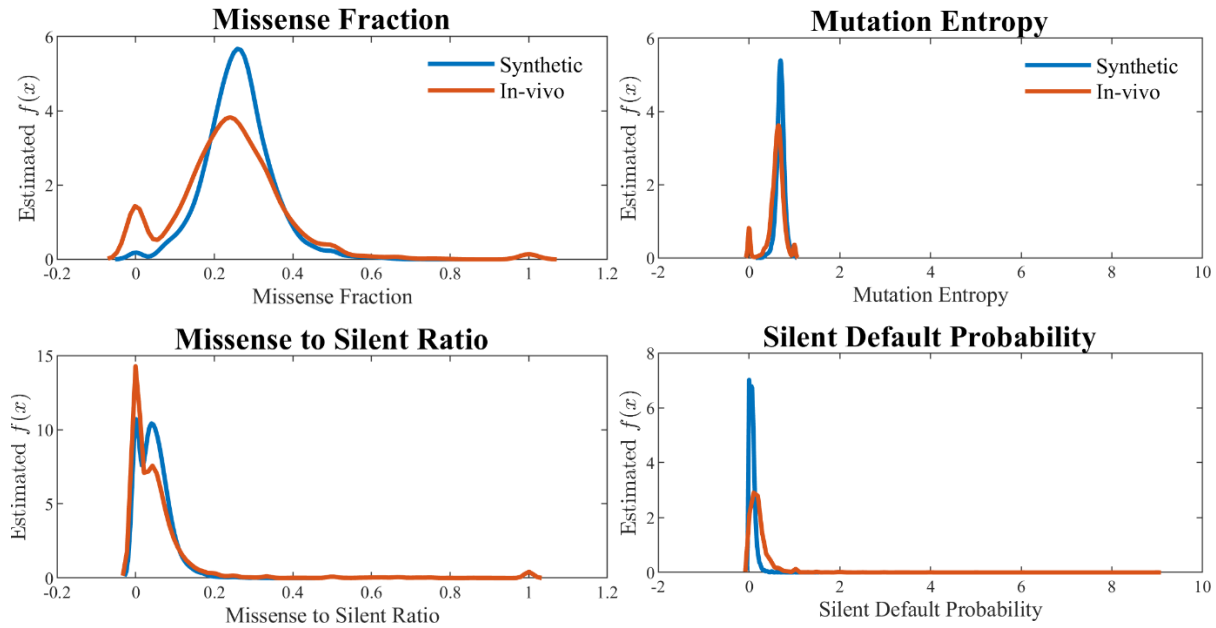 Missense Fraction
6
4
2
0
Estimated f(x)
Synthetic
In-vivo
-0.2 0 0.2 0.4 0.6 0.8 1 1.2
Missense Fraction
Mutation Entropy
6
4
2
0
Estimated f(x)
Synthetic
In-vivo
-2 0 2 4 6 8 10
Mutation Entropy
Missense to Silent Ratio
15
10
5
0
Estimated f(x)
-0.2 0 0.2 0.4 0.6 0.8 1 1.2
Missense to Silent Ratio
Silent Default Probability
8
6
4
2
0
Estimated f(x)
-2 0 2 4 6 8 10
Silent Default Probability